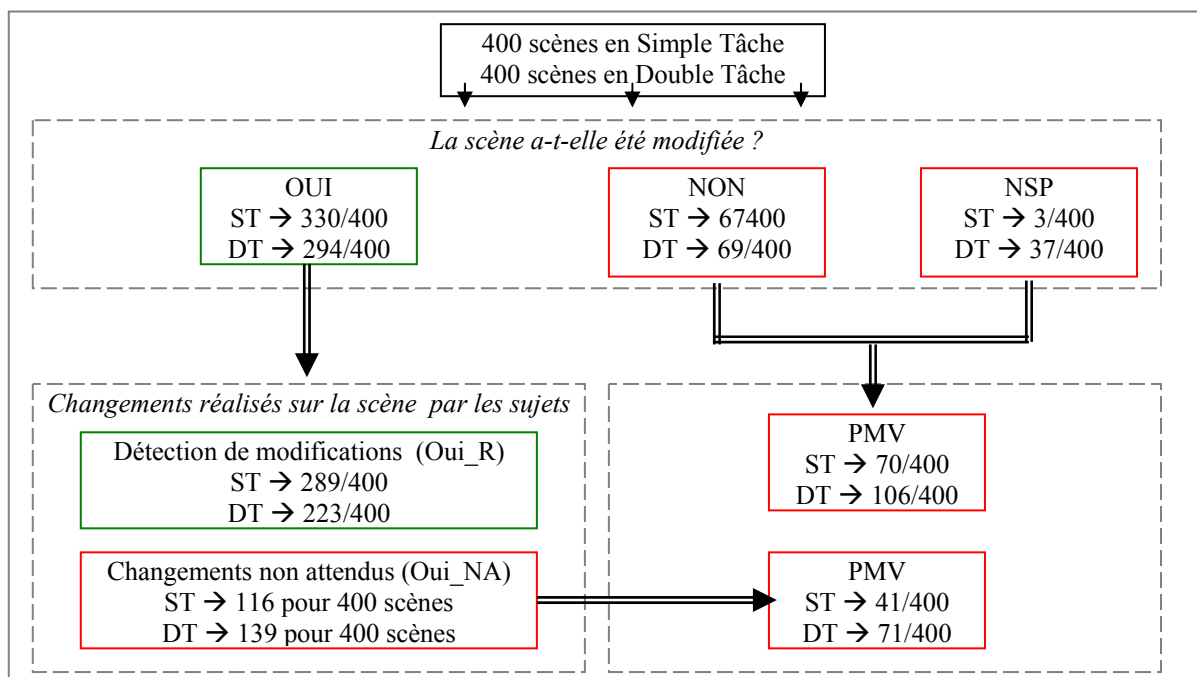 400 scènes en Simple Tâche
400 scènes en Double Tâche
La scène a-t-elle été modifiée ?
OUI
ST → 330/400
DT → 294/400
NON
ST → 67400
DT → 69/400
NSP
ST → 3/400
DT → 37/400
Changements réalisés sur la scène par les sujets
Détection de modifications (Oui_R)
ST → 289/400
DT → 223/400
Changements non attendus (Oui_NA)
ST → 116 pour 400 scènes
DT → 139 pour 400 scènes
PMV
ST → 70/400
DT → 106/400
PMV
ST → 41/400
DT → 71/400